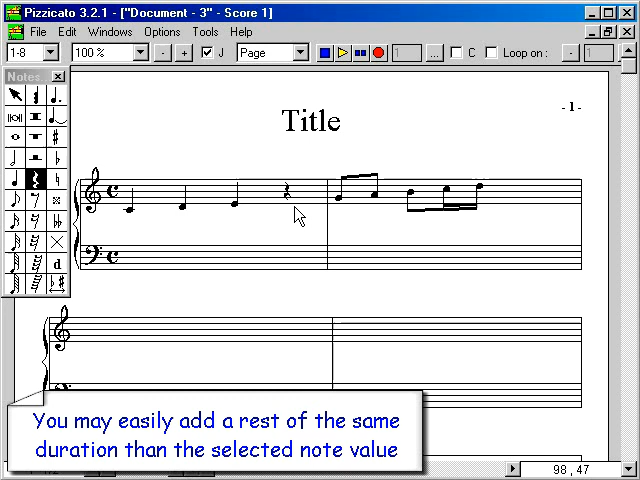 Pizzicato 3.2.1 - ["Document - 3" - Score 1]
File Edit Windows Options Tools Help
1-8 100 % - + J Page 1 ... C Loop on : - 1
Notes...
- 1 -
Title
You may easily add a rest of the same
duration than the selected note value
98 , 47